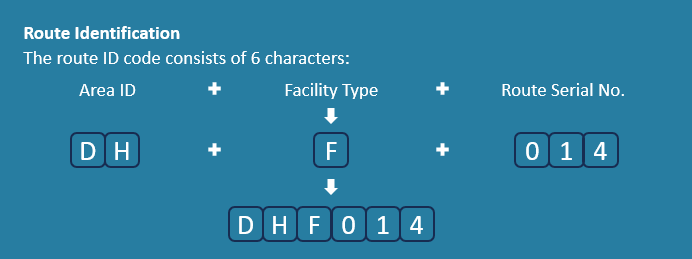 Route Identification
The route ID code consists of 6 characters:
Area ID + Facility Type + Route Serial No.
D H + F + 0 1 4
D H F 0 1 4